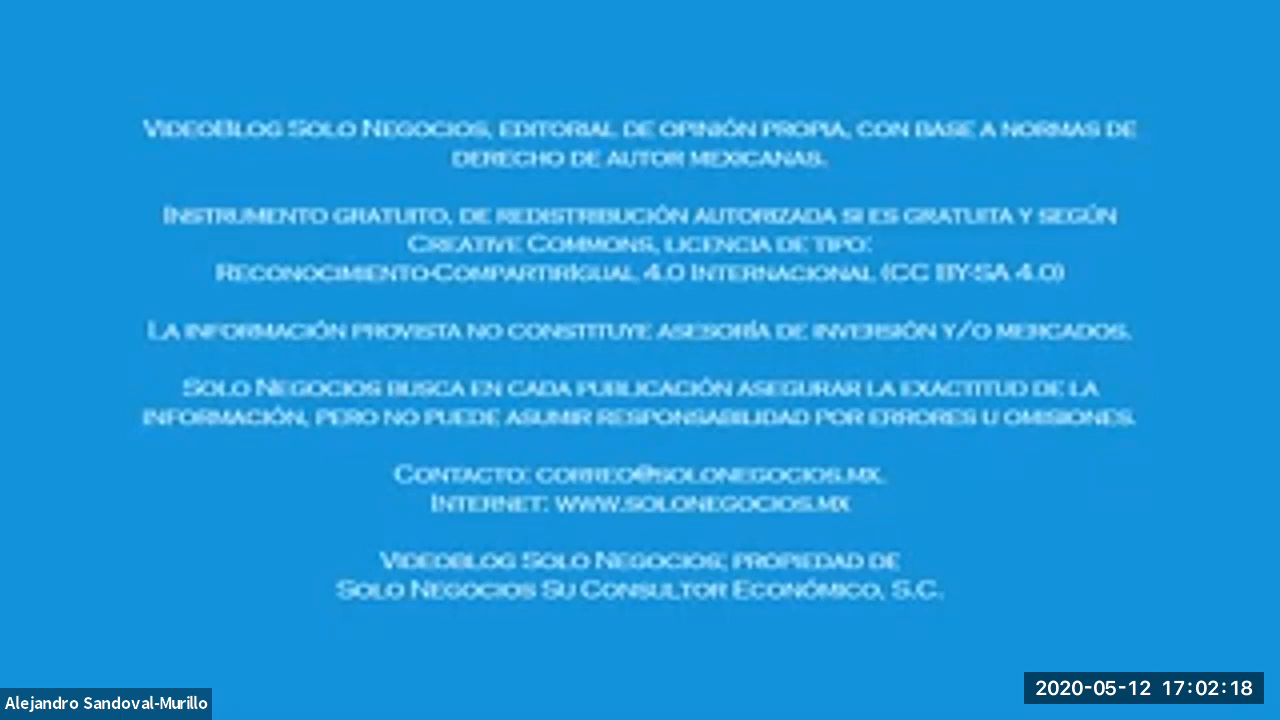 VideoBlog Solo Negocios, editorial de opinión propia, con base a normas de
derecho de autor mexicanas.
Instrumento gratuito, de redistribución autorizada si es gratuita y según
Creative Commons, licencia de tipo:
Reconocimiento-CompartirIgual 4.0 Internacional (CC BY-SA 4.0)
La información provista no constituye asesoría de inversión y/o mercados.
Solo Negocios busca en cada publicación asegurar la exactitud de la
información, pero no puede asumir responsabilidad por errores u omisiones.
Contacto: correo@solonegocios.mx.
Internet: www.solonegocios.mx
Videoblog Solo Negocios; propiedad de
Solo Negocios Su Consultor Económico, S.C.
Alejandro Sandoval-Murillo
2020-05-12 17:02:18